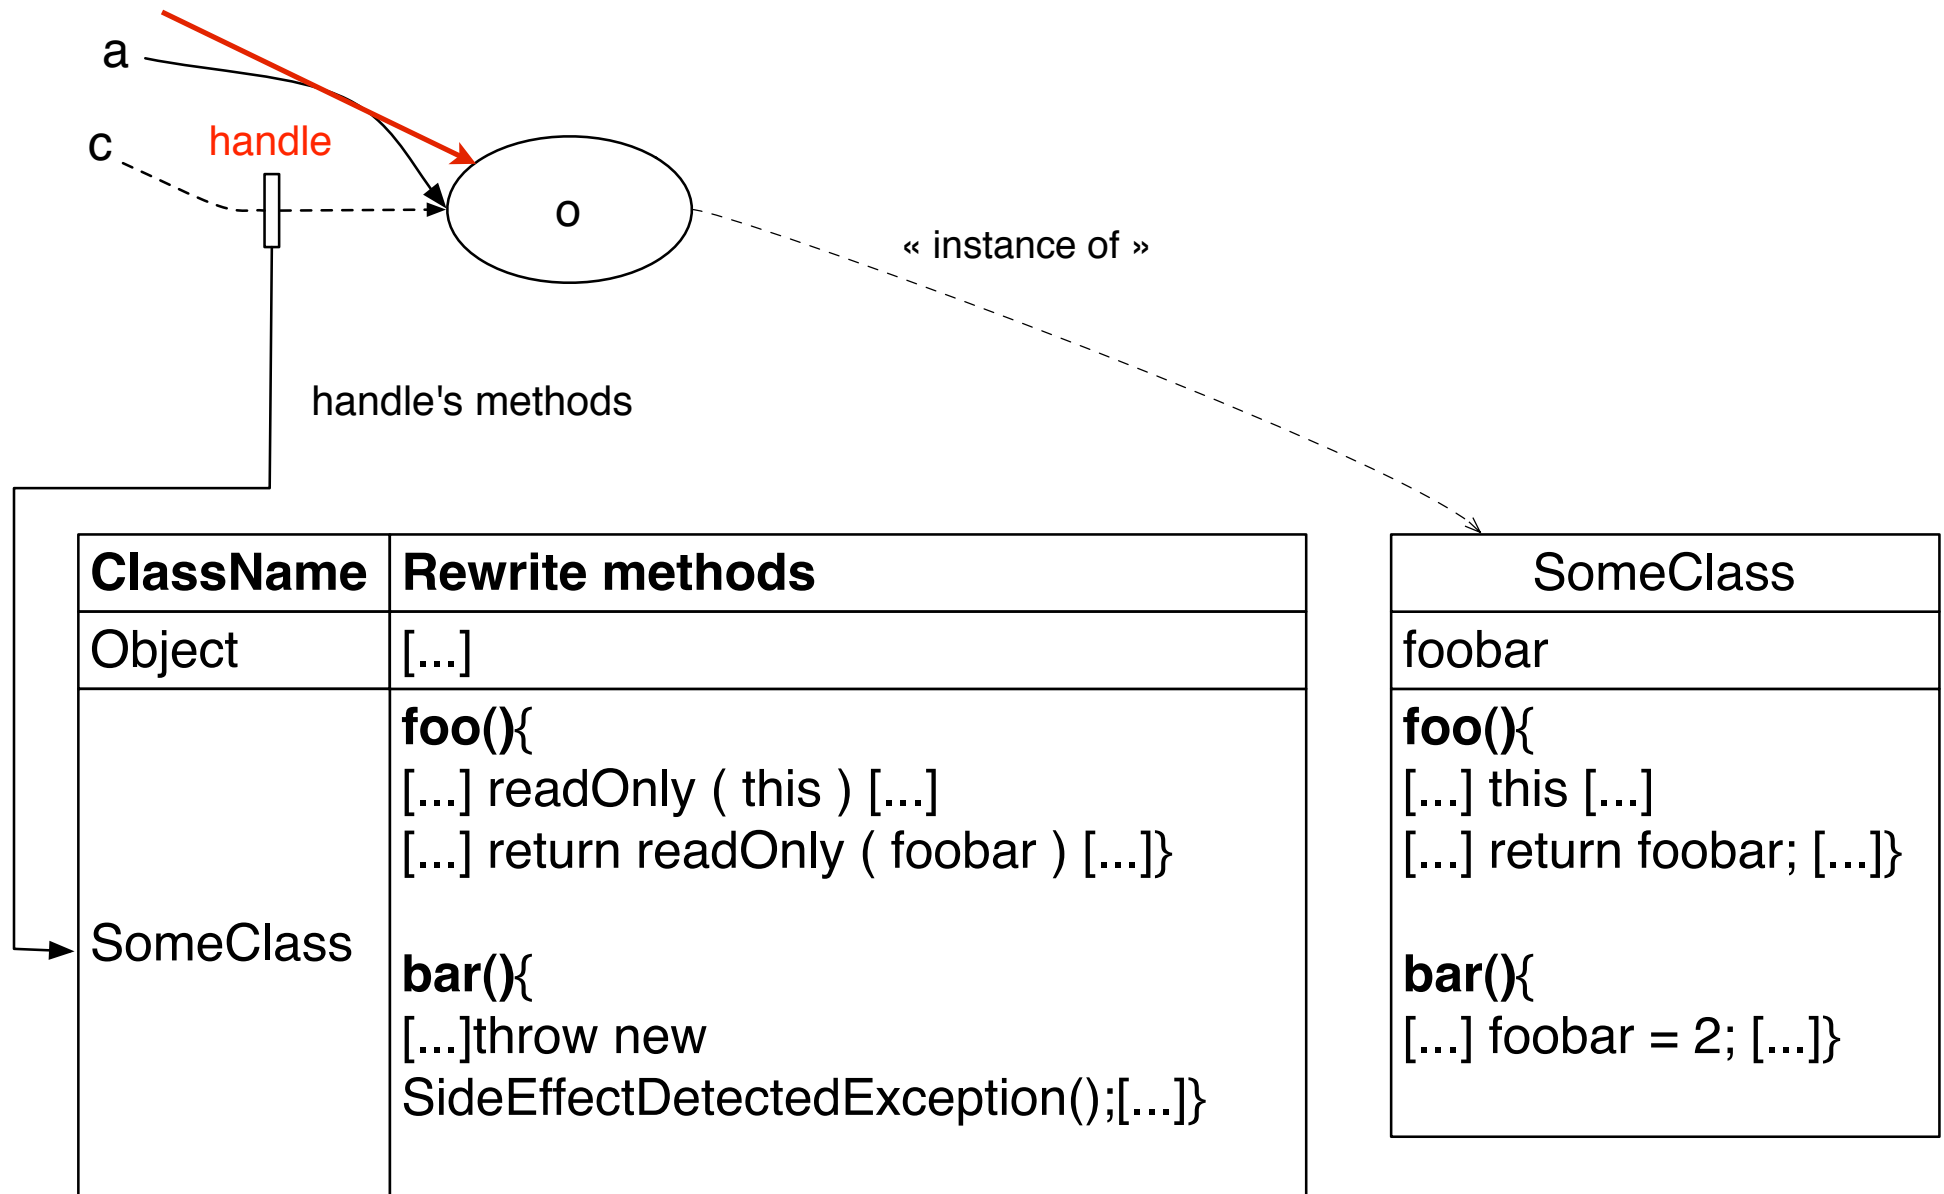 a
c
handle
o
« instance of »
handle's methods
ClassName
Rewrite methods
Object
[...]
SomeClass
foo(){
[...] readOnly ( this ) [...]
[...] return readOnly ( foobar ) [...]}
bar(){
[...]throw new
SideEffectDetectedException();[...]}
SomeClass
foobar
foo(){
[...] this [...]
[...] return foobar; [...]}
bar(){
[...] foobar = 2; [...]}